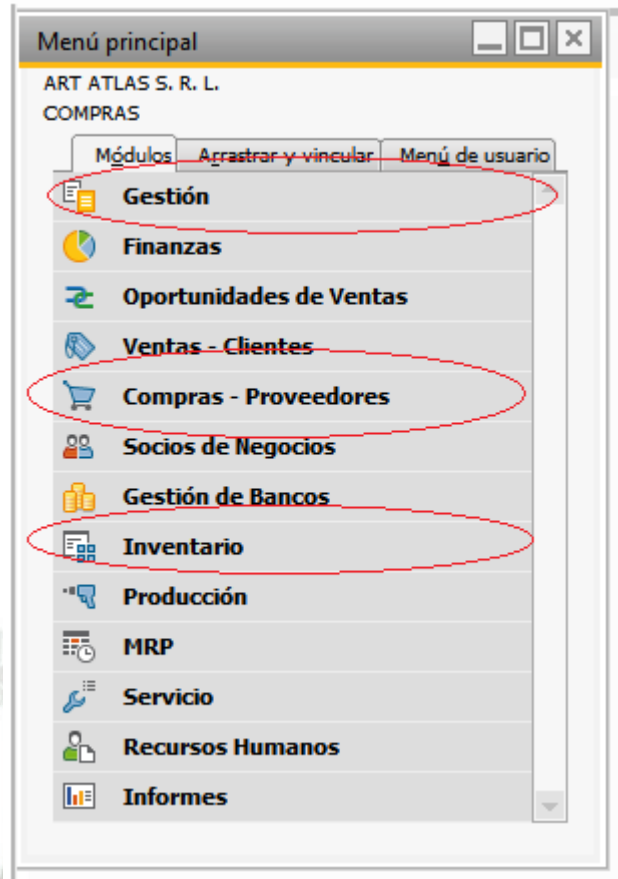 Menú principal
ART ATLAS S. R. L.
COMPRAS
Módulos Arrastrar y vincular Menú de usuario
Gestión
Finanzas
Oportunidades de Ventas
Ventas - Clientes
Compras - Proveedores
Socios de Negocios
Gestión de Bancos
Inventario
Producción
MRP
Servicio
Recursos Humanos
Informes